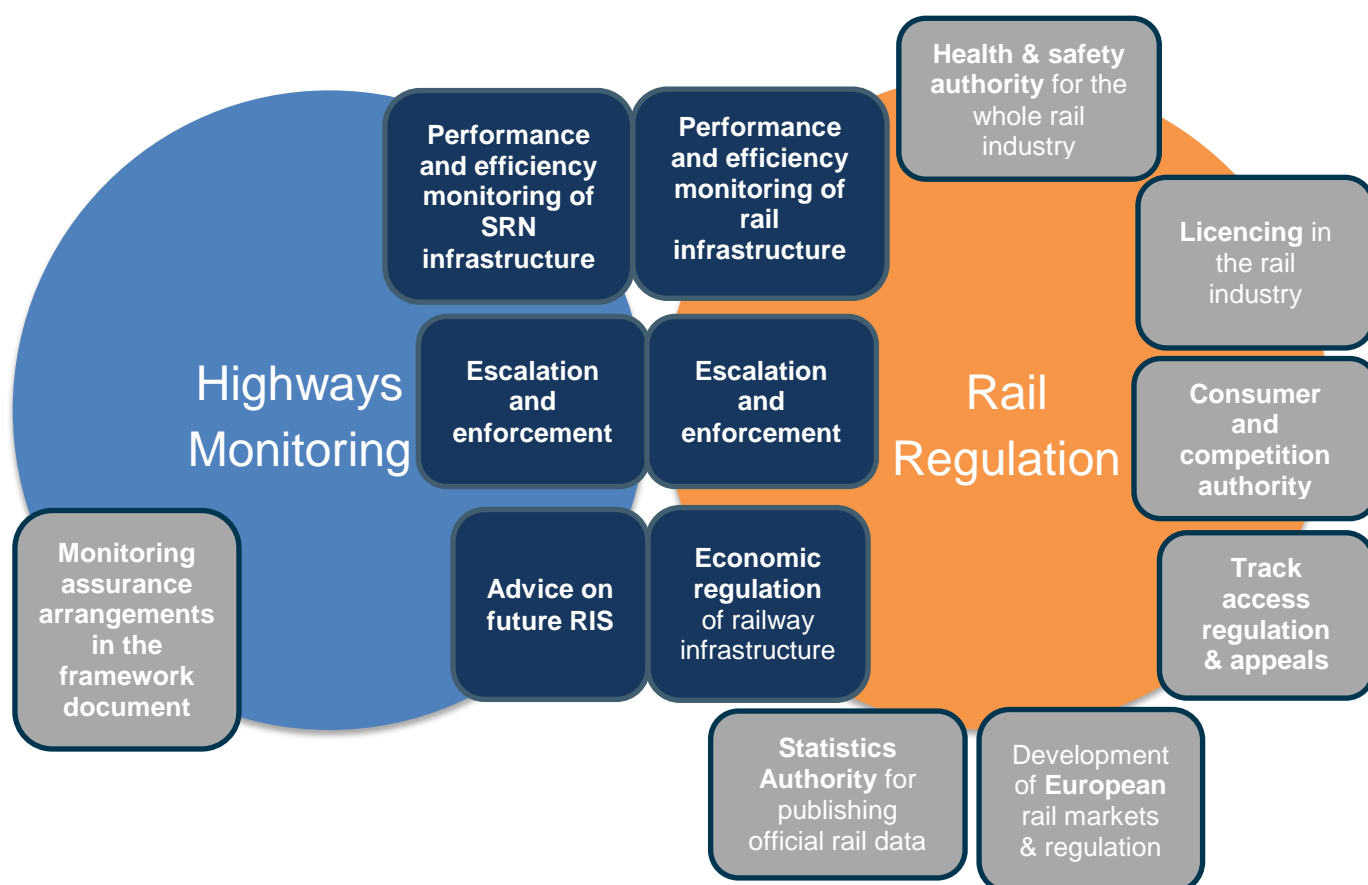 Health & safety
authority for the
whole rail
industry
Performance
and efficiency
monitoring of
SRN
infrastructure
Performance
and efficiency
monitoring of
rail
infrastructure
Licencing in
the rail
industry
Highways
Monitoring
Escalation
and
enforcement
Escalation
and
enforcement
Rail
Regulation
Consumer
and
competition
authority
Monitoring
assurance
arrangements
in the
framework
document
Advice on
future RIS
Economic
regulation
of railway
infrastructure
Track
access
regulation
& appeals
Statistics
Authority for
publishing
official rail data
Development
of European
rail markets
& regulation